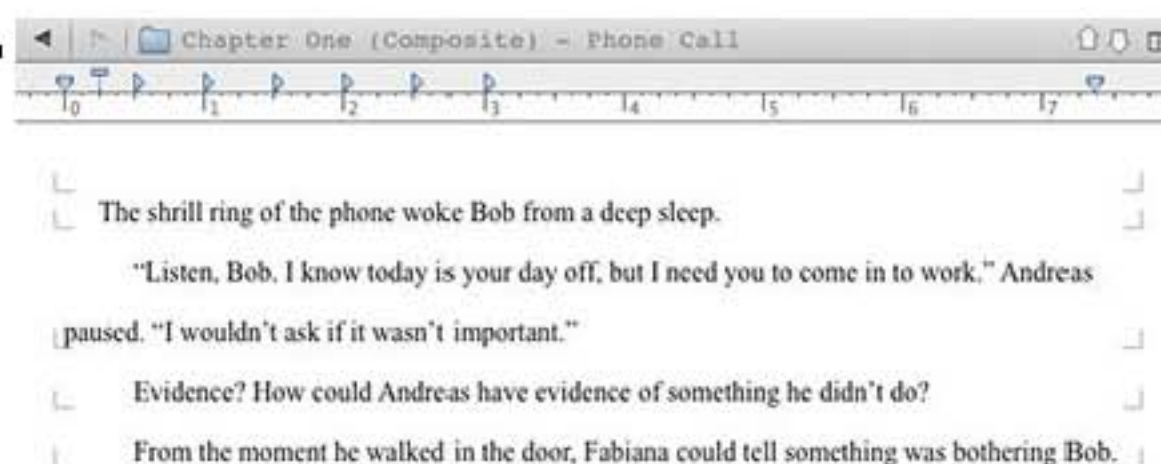 Chapter One (Composite) - Phone Call
0 1 2 3 4 5 6 7
The shrill ring of the phone woke Bob from a deep sleep.
“Listen, Bob, I know today is your day off, but I need you to come in to work.” Andreas
paused. “I wouldn’t ask if it wasn’t important.”
Evidence? How could Andreas have evidence of something he didn’t do?
From the moment he walked in the door, Fabiana could tell something was bothering Bob.